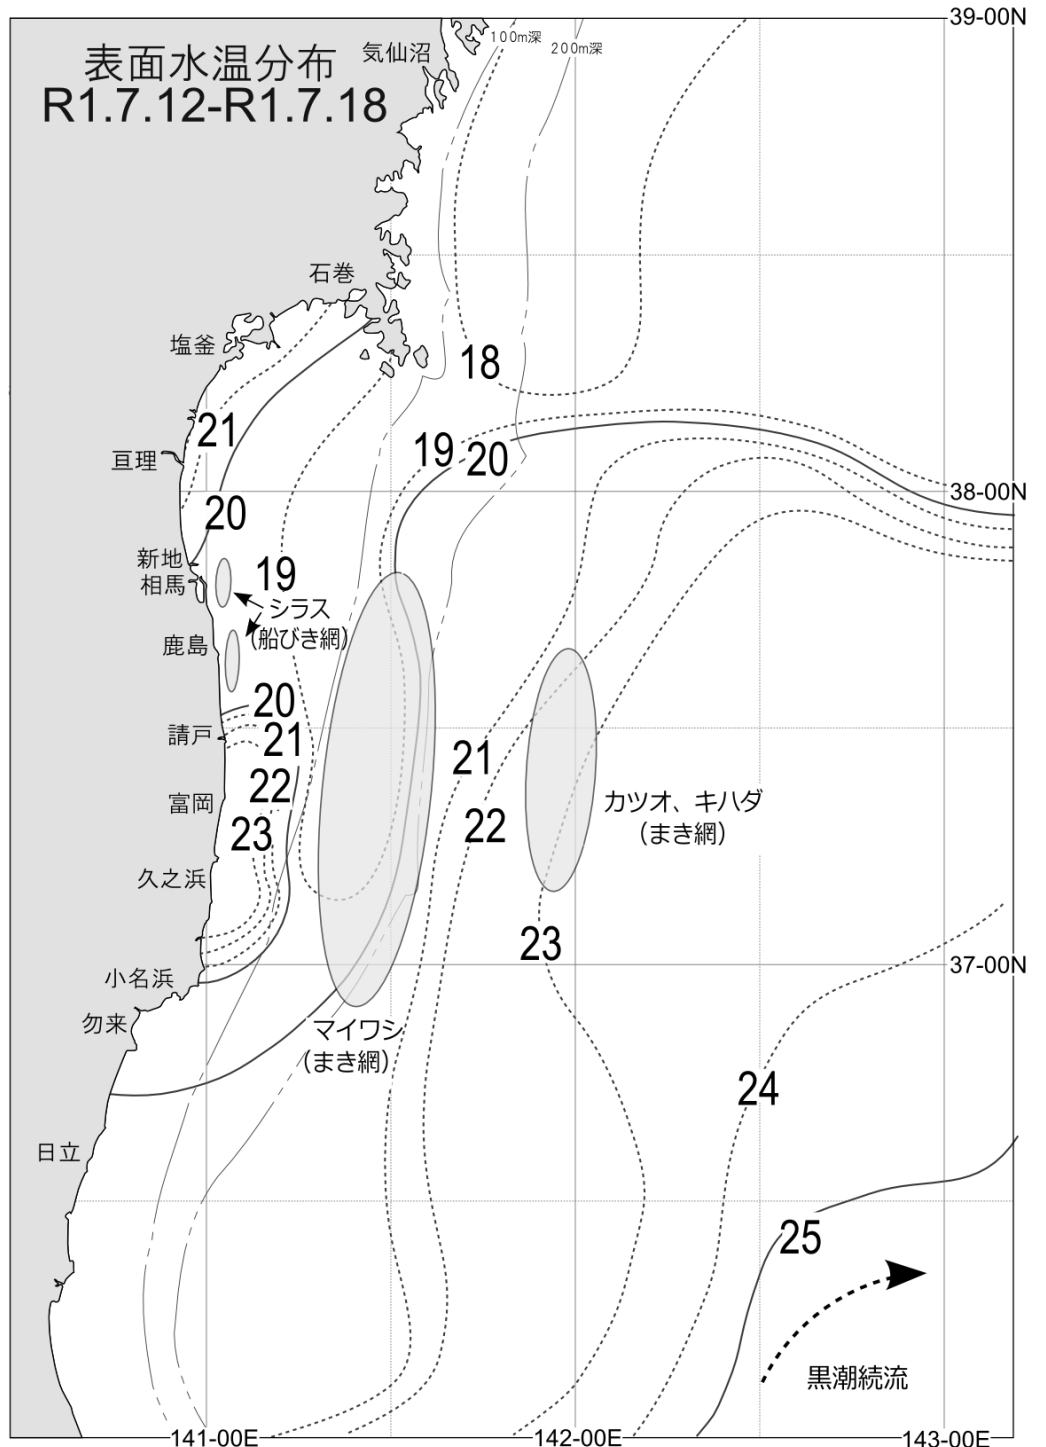 39-00N
100m深
200m深
気仙沼
表面水温分布
R1.7.12-R1.7.18
石巻
塩釜
18
21
19
20
亘理
38-00N
20
新地
相馬
19
シラス
(船びき網)
鹿島
20
請戸
21
21
22
富岡
カツオ、キハダ
(まき網)
22
23
久之浜
23
37-00N
小名浜
勿来
マイワシ
(まき網)
24
日立
25
黒潮続流
141-00E
142-00E
143-00E